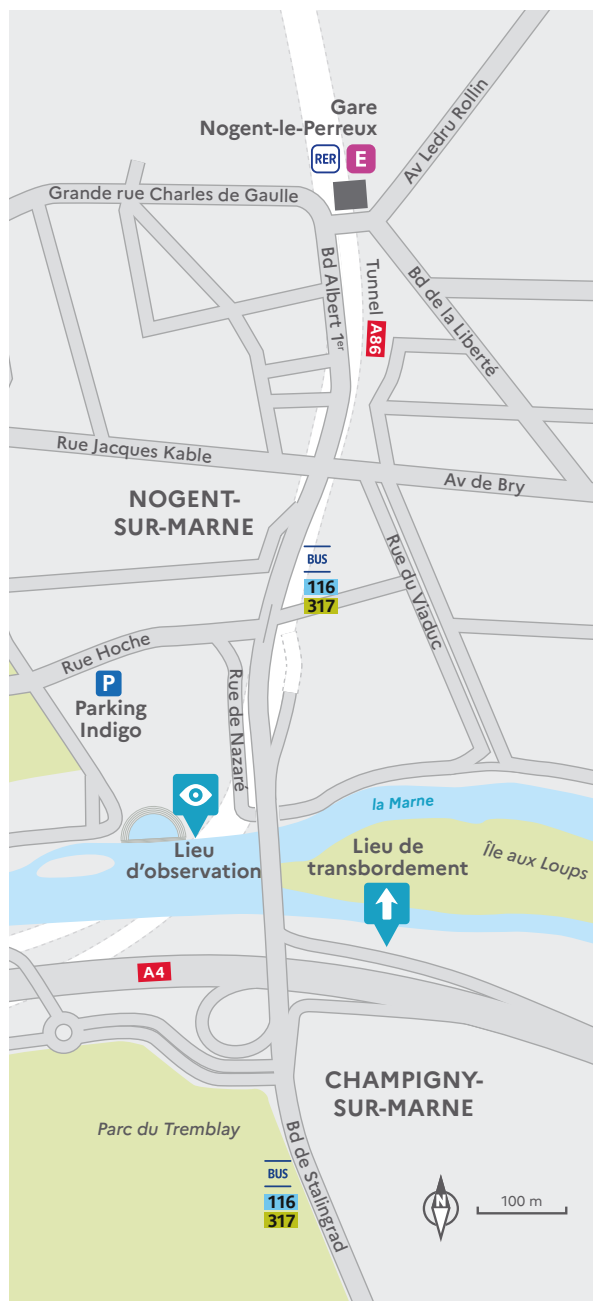 Gare
Nogent-le-Perreux
RER E
Av Ledru Rollin
Grande rue Charles de Gaulle
Bd Albert 1er
Tunnel A86
Bd de la Liberté
Rue Jacques Kable
Av de Bry
NOGENT-
SUR-MARNE
BUS
116
317
Rue du Viaduc
Rue Hoche
P
Parking
Indigo
Rue de Nazaré
la Marne
Lieu
d'observation
Lieu de
transbordement
Île aux Loups
A4
CHAMPIGNY-
SUR-MARNE
Parc du Tremblay
Bd de Stalingrad
BUS
116
317
N
100 m